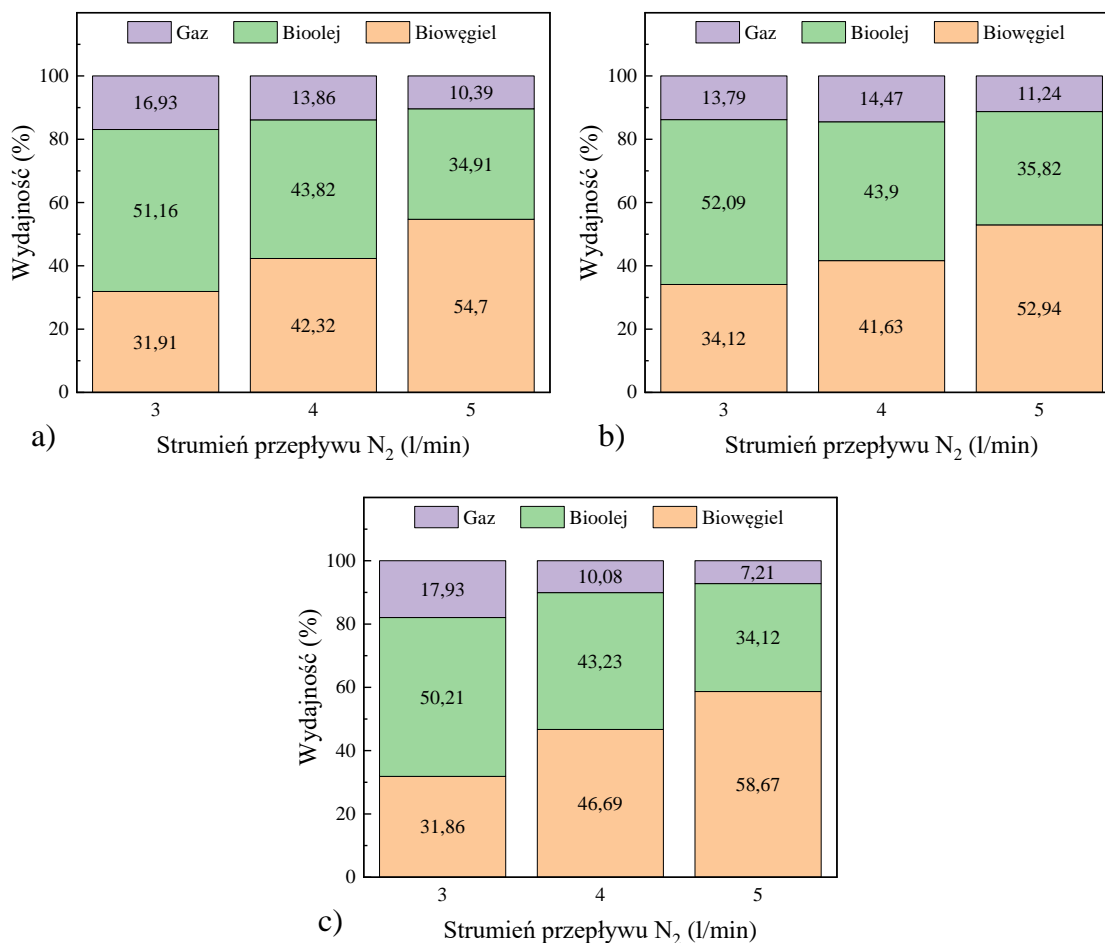 Gaz Bioolej Biowęgiel
100
80
60
40
20
0
Wydajność (%)
16,93 13,86 10,39
51,16 43,82 34,91
31,91 42,32 54,7
3 4 5
Strumień przepływu N₂ (l/min)
a)
Gaz Bioolej Biowęgiel
100
80
60
40
20
0
Wydajność (%)
13,79 14,47 11,24
52,09 43,9 35,82
34,12 41,63 52,94
3 4 5
Strumień przepływu N₂ (l/min)
b)
Gaz Bioolej Biowęgiel
100
80
60
40
20
0
Wydajność (%)
17,93 10,08 7,21
50,21 43,23 34,12
31,86 46,69 58,67
3 4 5
Strumień przepływu N₂ (l/min)
c)